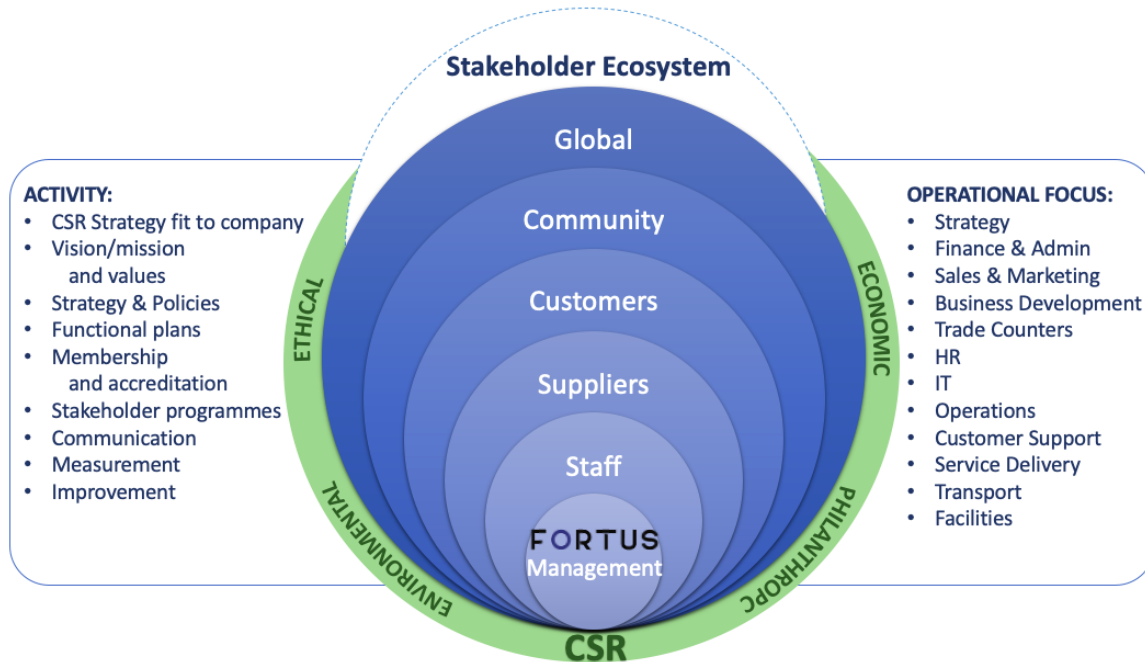 Stakeholder Ecosystem
Global
Community
Customers
Suppliers
Staff
FORTUS
Management
ACTIVITY:
• CSR Strategy fit to company
• Vision/mission
and values
• Strategy & Policies
• Functional plans
• Membership
and accreditation
• Stakeholder programmes
• Communication
• Measurement
• Improvement
ETHICAL
ENVIRONMENTAL
CSR
PHILANTHROPC
ECONOMIC
OPERATIONAL FOCUS:
• Strategy
• Finance & Admin
• Sales & Marketing
• Business Development
• Trade Counters
• HR
• IT
• Operations
• Customer Support
• Service Delivery
• Transport
• Facilities